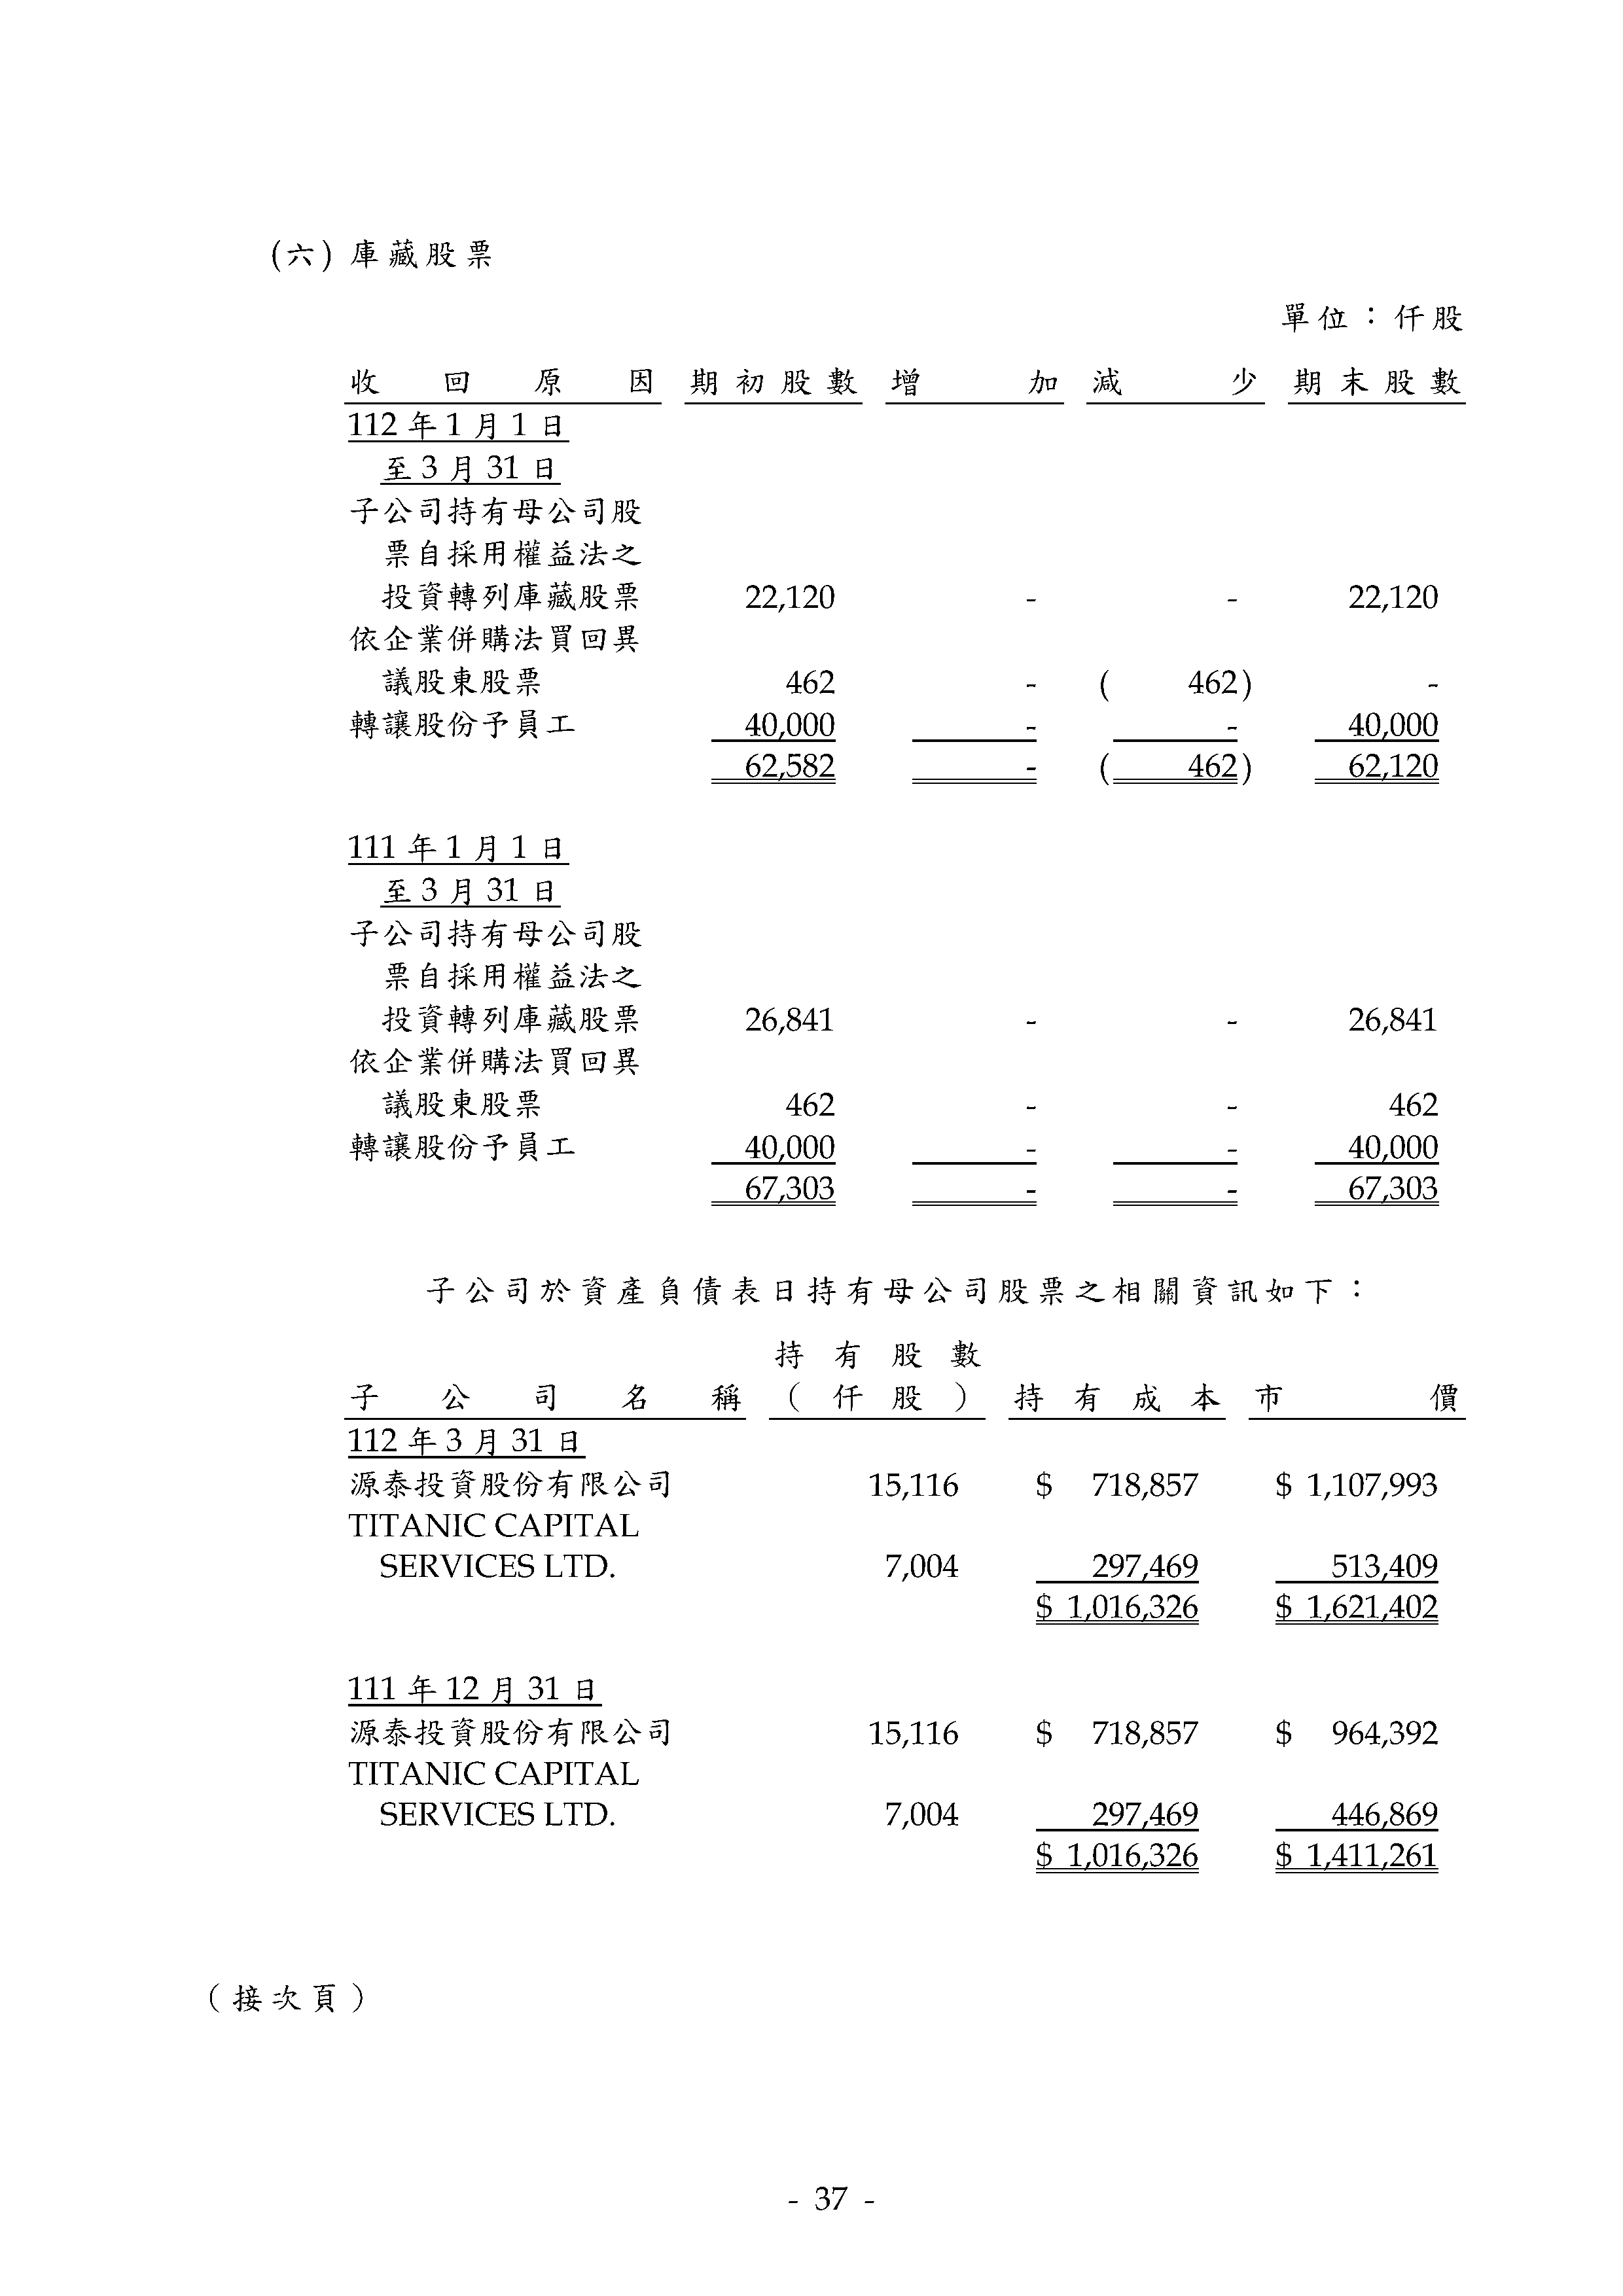 (六) 庫藏股票
單位：仟股
收回原因 期初股數 增加 減少 期末股數
112 年 1 月 1 日
至 3 月 31 日
子公司持有母公司股
票自採用權益法之
投資轉列庫藏股票 22,120 - - 22,120
依企業併購法買回異
議股東股票 462 - ( 462) -
轉讓股份予員工 40,000 - - 40,000
62,582 - ( 462) 62,120
111 年 1 月 1 日
至 3 月 31 日
子公司持有母公司股
票自採用權益法之
投資轉列庫藏股票 26,841 - - 26,841
依企業併購法買回異
議股東股票 462 - - 462
轉讓股份予員工 40,000 - - 40,000
67,303 - - 67,303
子公司於資產負債表日持有母公司股票之相關資訊如下：
持有股數
子公司名稱 （仟股） 持有成本 市價
112 年 3 月 31 日
源泰投資股份有限公司 15,116 $ 718,857 $ 1,107,993
TITANIC CAPITAL
SERVICES LTD. 7,004 297,469 513,409
$ 1,016,326 $ 1,621,402
111 年 12 月 31 日
源泰投資股份有限公司 15,116 $ 718,857 $ 964,392
TITANIC CAPITAL
SERVICES LTD. 7,004 297,469 446,869
$ 1,016,326 $ 1,411,261
（接次頁）
- 37 -